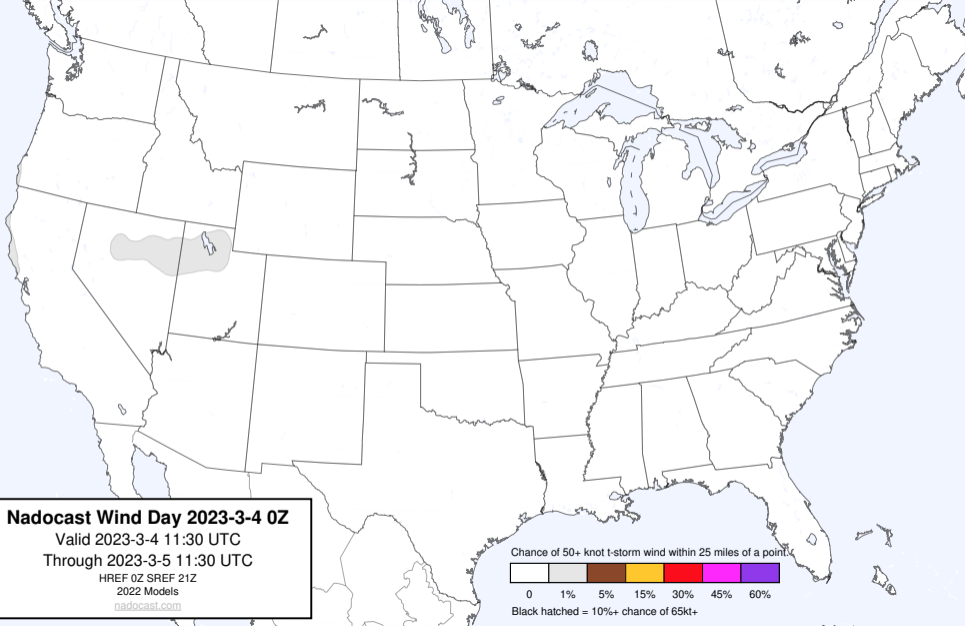 Nadocast Wind Day 2023-3-4 0Z
Valid 2023-3-4 11:30 UTC
Through 2023-3-5 11:30 UTC
HREF 0Z SREF 21Z
2022 Models
nadocast.com
Chance of 50+ knot t-storm wind within 25 miles of a point.
0 1% 5% 15% 30% 45% 60%
Black hatched = 10%+ chance of 65kt+